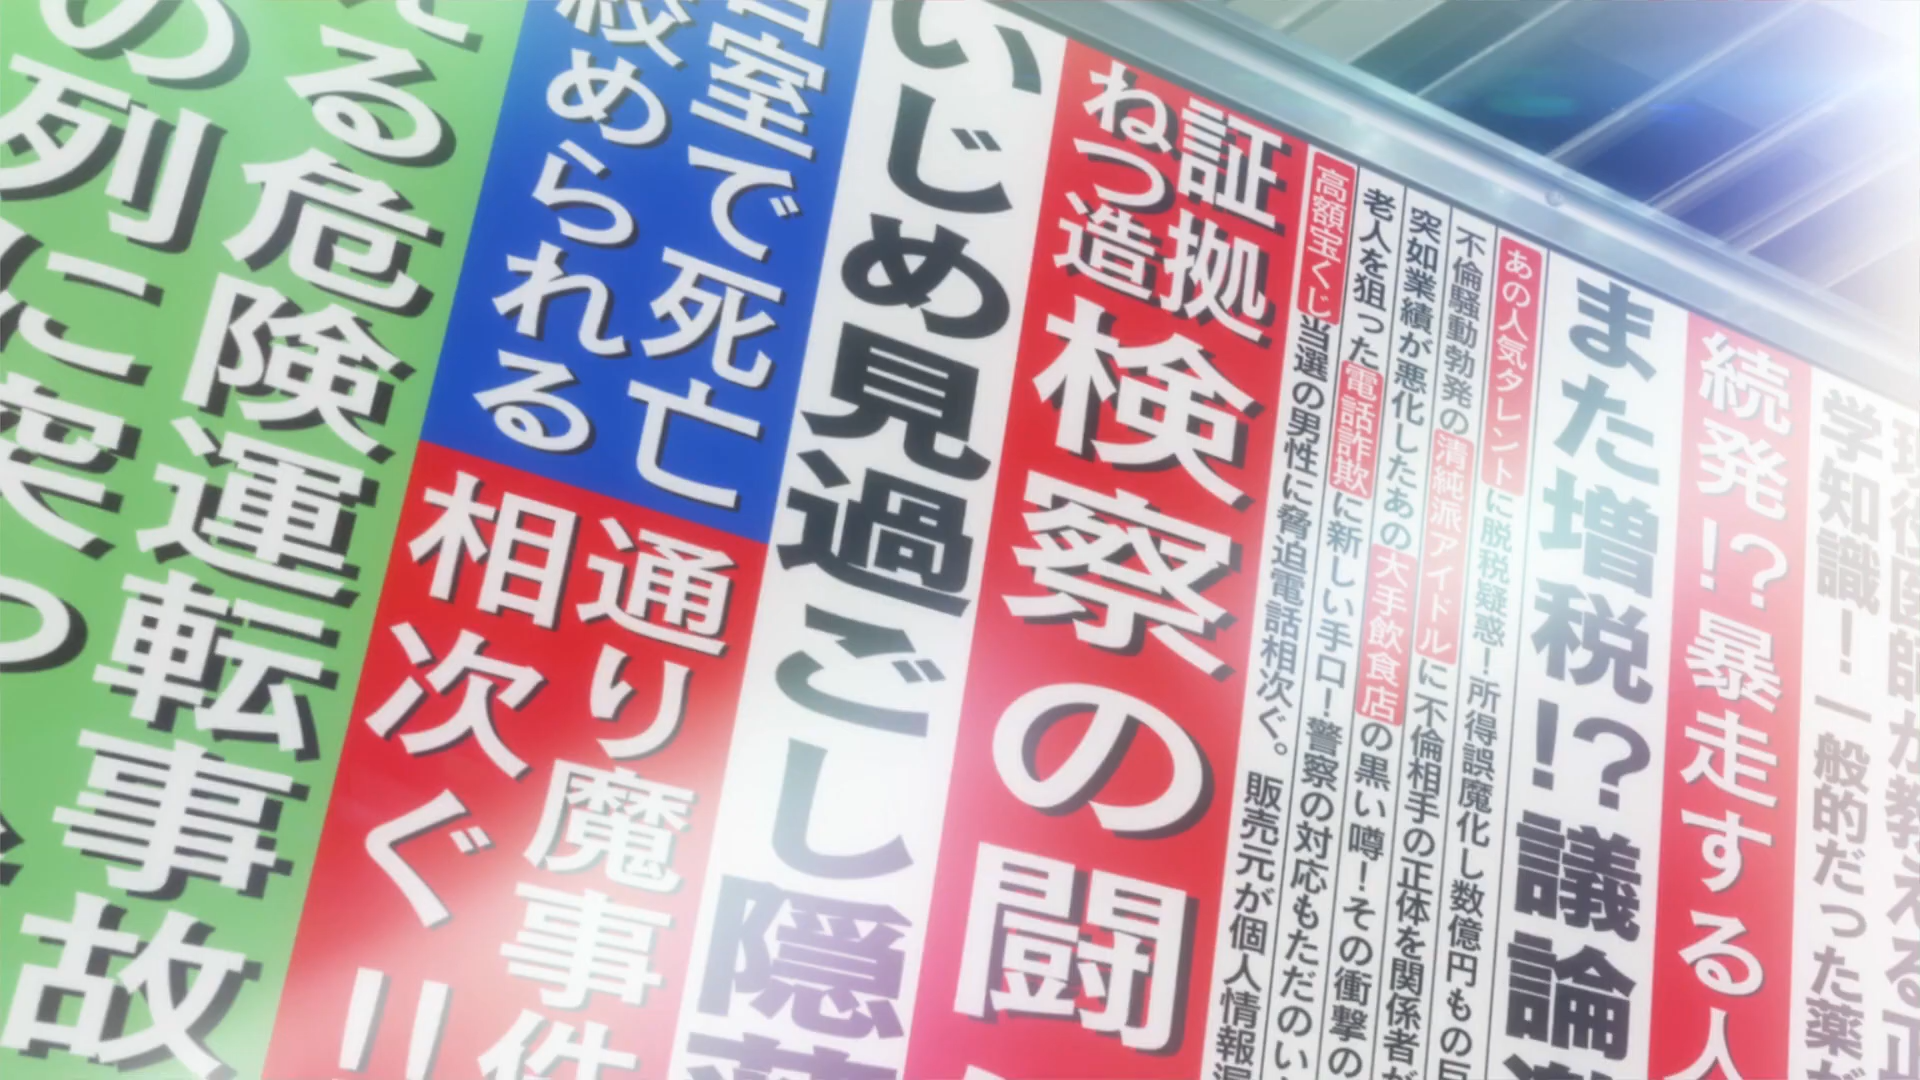 学知識！一般的だった薬が
続発!?暴走する人
また増税!?議論
あの人気タレントに脱税疑惑！所得誤魔化し数億円もの
不倫騒動勃発の清純派アイドルに不倫相手の正体を関係者が
突如業績が悪化したあの大手飲食店の黒い噂！その衝撃の
老人を狙った電話詐欺に新しい手口！警察の対応もただのい
高額宝くじ当選の男性に脅迫電話相次ぐ。販売元が個人情報
証拠
ねつ造
検察の闘
いじめ見過ごし隠
室で死亡
絞められる
通り魔事件
相次ぐ!!
る危険運転事故
の列に突っ